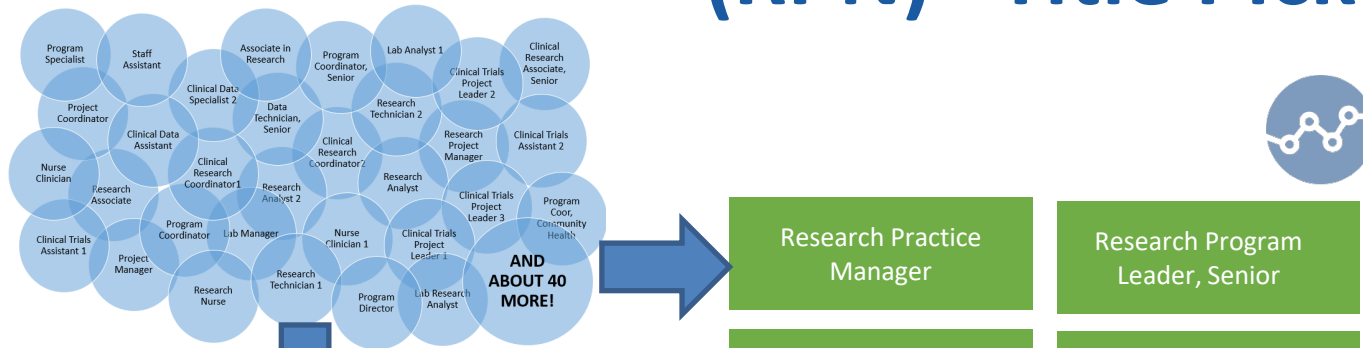 Program
Specialist
Staff
Assistant
Associate in
Research
Program
Coordinator,
Senior
Lab Analyst 1
Clinical
Research
Associate,
Senior
Clinical Data
Specialist 2
Clinical Trials
Project
Leader 2
Project
Coordinator
Data
Technician,
Senior
Research
Technician 2
Clinical Data
Assistant
Clinical
Research
Coordinator2
Research
Project
Manager
Clinical Trials
Assistant 2
Nurse
Clinician
Clinical
Research
Coordinator1
Research
Associate
Research
Analyst 2
Research
Analyst
Clinical Trials
Project
Leader 3
Program
Coor,
Community
Health
Clinical Trials
Assistant 1
Program
Coordinator
Lab Manager
Nurse
Clinician 1
Clinical Trials
Project
Leader 1
Project
Manager
Research
Nurse
Research
Technician 1
Program
Director
Lab Research
Analyst
AND
ABOUT 40
MORE!
Research Practice
Manager
Research Program
Leader, Senior